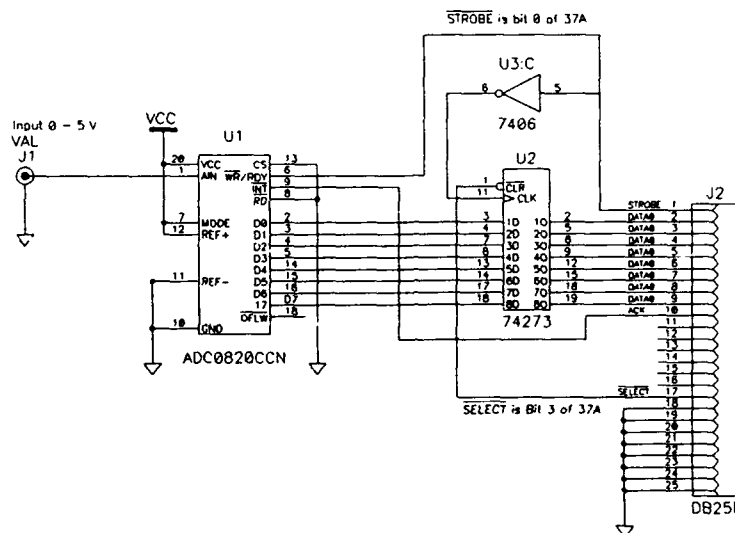 STROBE is bit 0 of 37A
U3:C
6
5
7406
VCC
Input 0 - 5 V
VAL
J1
U1
20 VCC
1 AIN
7 MODE
12 REF+
11 REF-
10 GND
CS 13
WR/RDY 6
INT 9
RD 8
D0 2
D1 3
D2 4
D3 5
D4 14
D5 15
D6 16
17 D7
OFLW 18
ADC0820CCN
U2
1 CLR
11 CLK
3 1D 1Q 2
4 2D 2Q 5
7 3D 3Q 6
8 4D 4Q 9
13 5D 5Q 12
14 6D 6Q 15
17 7D 7Q 16
18 8D 8Q 19
74273
J2
STROBE 1
DATA0 2
DATA0 3
DATA0 4
DATA0 5
DATA0 6
DATA0 7
DATA0 8
DATA0 9
ACK 10
11
12
13
14
15
16
SELECT 17
18
19
20
21
22
23
24
25
SELECT is Bit 3 of 37A